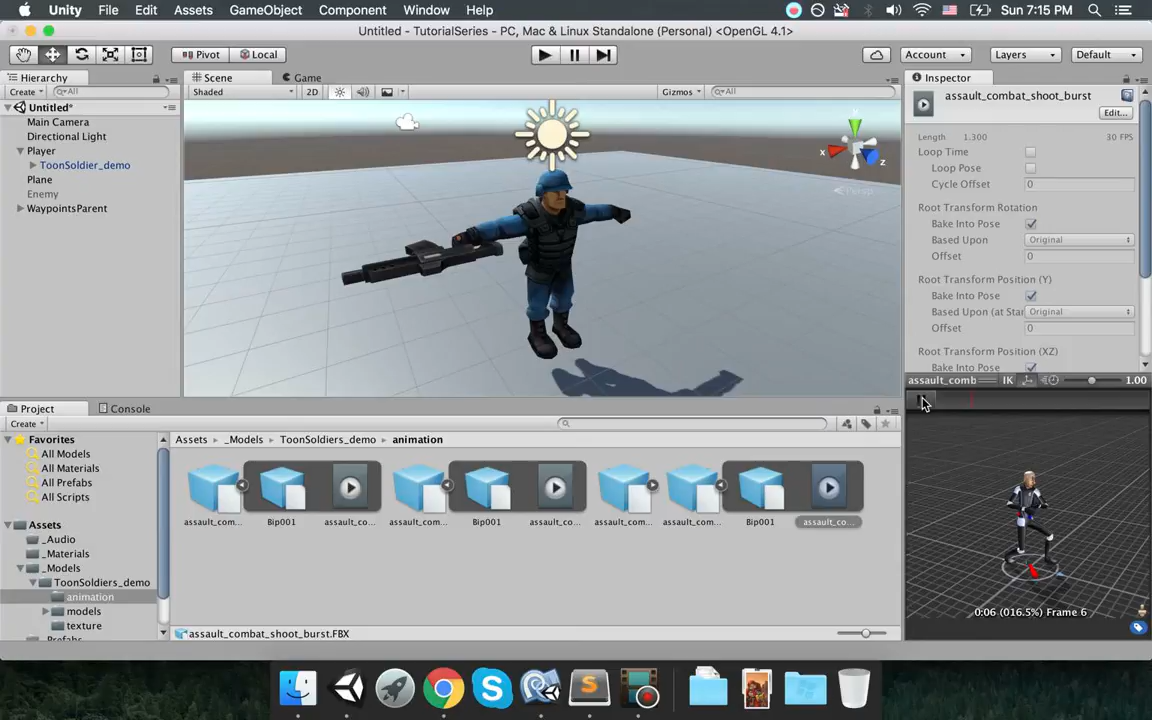 Unity File Edit Assets GameObject Component Window Help Sun 7:15 PM
Untitled - TutorialSeries - PC, Mac & Linux Standalone (Personal) <OpenGL 4.1>
Pivot Local Account Layers Default
Hierarchy Scene Game Inspector
Create All Shaded 2D Gizmos All
assault_combat_shoot_burst
Edit...
Untitled*
Main Camera
Directional Light
Player
ToonSoldier_demo
Plane
Enemy
WaypointsParent
y
x
z
Persp
Length 1.300 30 FPS
Loop Time
Loop Pose
Cycle Offset 0
Root Transform Rotation
Bake Into Pose
Based Upon Original
Offset 0
Root Transform Position (Y)
Bake Into Pose
Based Upon (at Star Original
Offset 0
Root Transform Position (XZ)
Bake Into Pose
assault_comb IK 1.00
0:06 (016.5%) Frame 6
Project Console
Create
Favorites
All Models
All Materials
All Prefabs
All Scripts
Assets
_Audio
_Materials
_Models
ToonSoldiers_demo
animation
models
texture
Prefabs
Assets _Models ToonSoldiers_demo animation
assault_com... Bip001 assault_co... assault_com... Bip001 assault_co... assault_com... assault_com... Bip001 assault_co...
assault_combat_shoot_burst.FBX